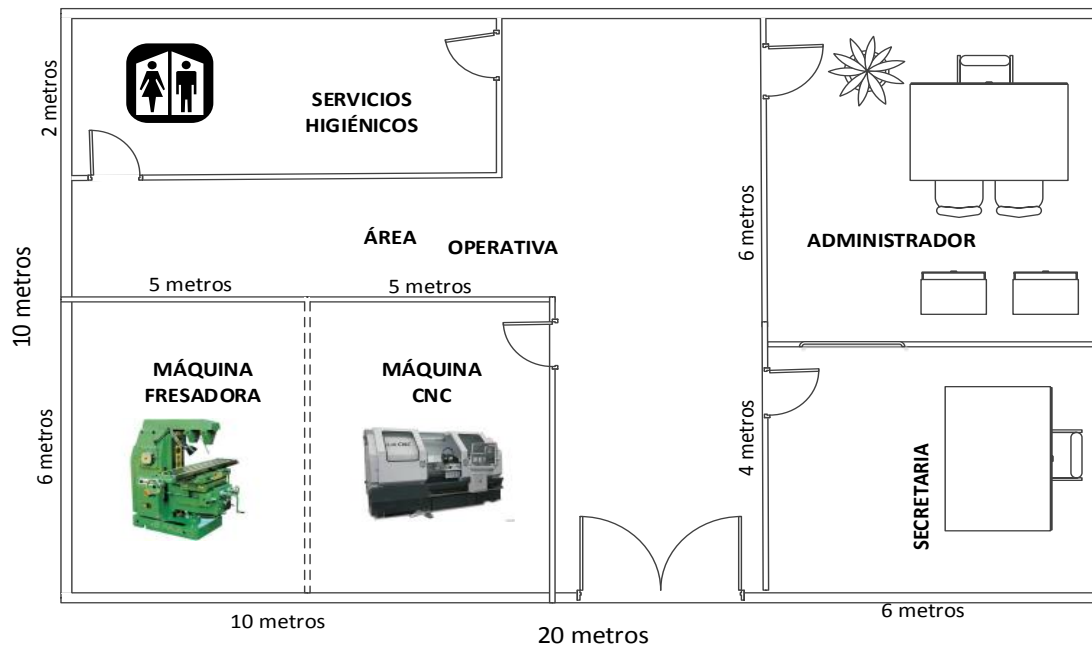 2 metros
SERVICIOS
HIGIÉNICOS
ÁREA OPERATIVA
5 metros
5 metros
10 metros
6 metros
ADMINISTRADOR
MÁQUINA
FRESADORA
MÁQUINA
CNC
6 metros
4 metros
SECRETARIA
10 metros
20 metros
6 metros